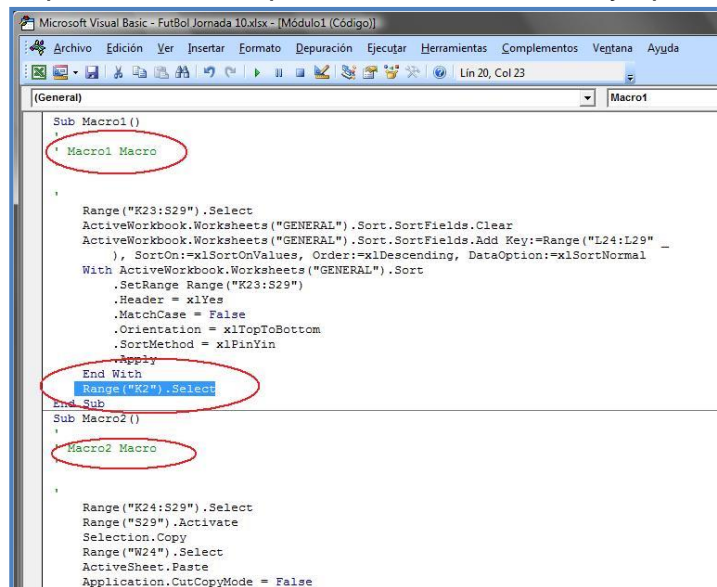 Microsoft Visual Basic - FutBol Jornada 10.xlsx - [Módulo1 (Código)]
Archivo Edición Ver Insertar Formato Depuración Ejecutar Herramientas Complementos Ventana Ayuda
Lín 20, Col 23
(General) Macro1
Sub Macro1()
'
' Macro1 Macro
'
Range("K23:S29").Select
ActiveWorkbook.Worksheets("GENERAL").Sort.SortFields.Clear
ActiveWorkbook.Worksheets("GENERAL").Sort.SortFields.Add Key:=Range("L24:L29" _
), SortOn:=xlSortOnValues, Order:=xlDescending, DataOption:=xlSortNormal
With ActiveWorkbook.Worksheets("GENERAL").Sort
.SetRange Range("K23:S29")
.Header = xlYes
.MatchCase = False
.Orientation = xlTopToBottom
.SortMethod = xlPinYin
.Apply
End With
Range("K2").Select
End Sub
Sub Macro2()
'
' Macro2 Macro
'
'
Range("K24:S29").Select
Range("S29").Activate
Selection.Copy
Range("W24").Select
ActiveSheet.Paste
Application.CutCopyMode = False